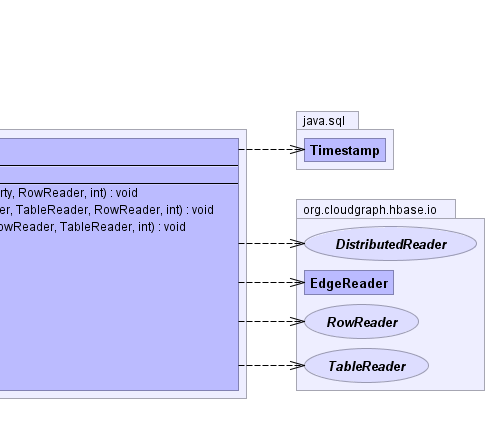 java.sql
Timestamp
rty, RowReader, int) : void
er, TableReader, RowReader, int) : void
owReader, TableReader, int) : void
org.cloudgraph.hbase.io
DistributedReader
EdgeReader
RowReader
TableReader